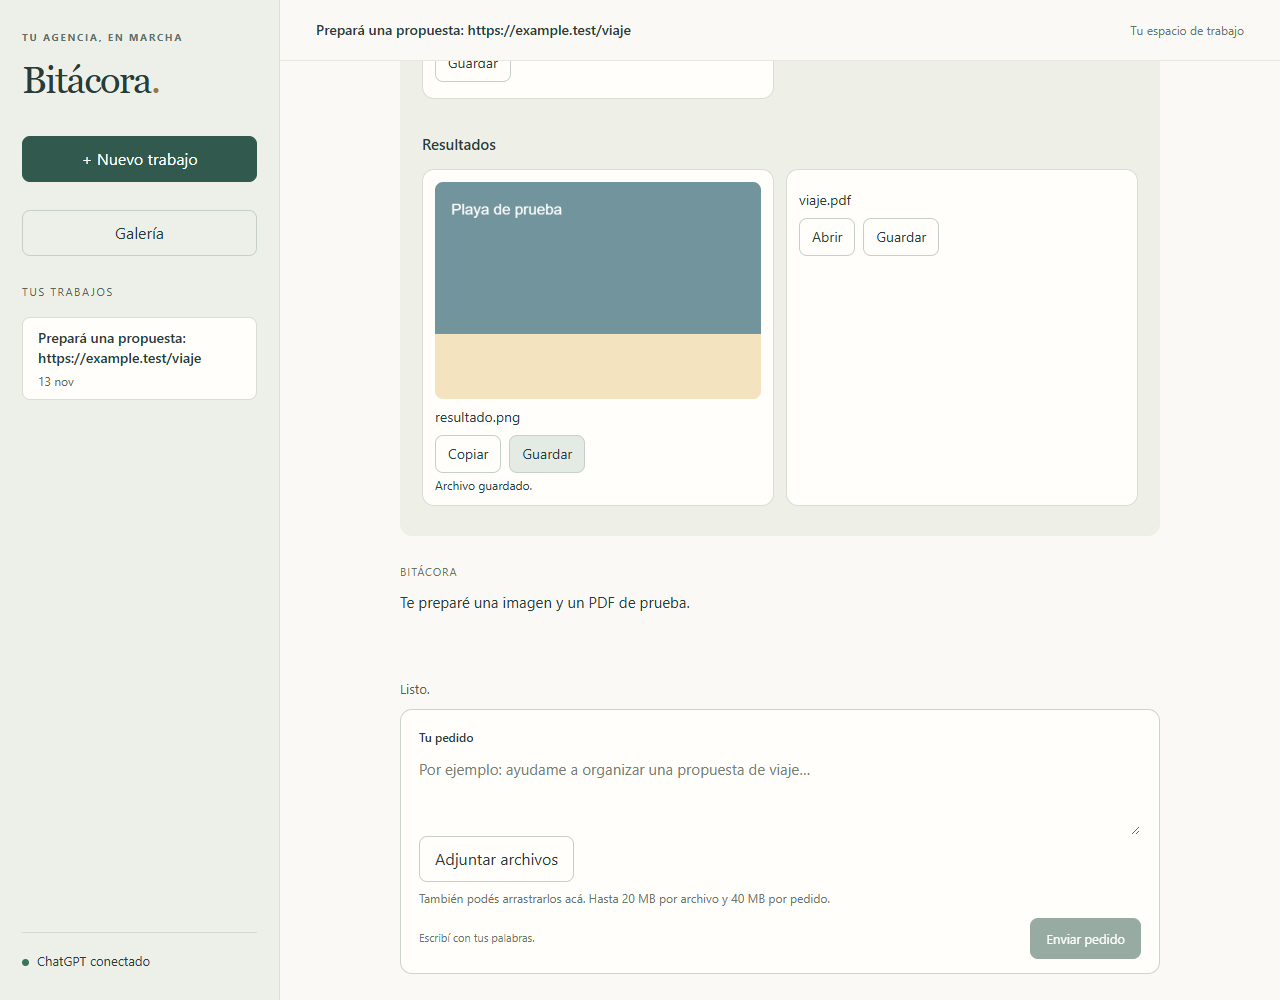 TU AGENCIA, EN MARCHA
Bitácora.
+ Nuevo trabajo
Galería
TUS TRABAJOS
Prepará una propuesta:
https://example.test/viaje
13 nov
ChatGPT conectado
Prepará una propuesta: https://example.test/viaje
Tu espacio de trabajo
Guardar
Resultados
Playa de prueba
resultado.png
Copiar
Guardar
Archivo guardado.
viaje.pdf
Abrir
Guardar
BITÁCORA
Te preparé una imagen y un PDF de prueba.
Listo.
Tu pedido
Por ejemplo: ayudame a organizar una propuesta de viaje...
Adjuntar archivos
También podés arrastrarlos acá. Hasta 20 MB por archivo y 40 MB por pedido.
Escribí con tus palabras.
Enviar pedido